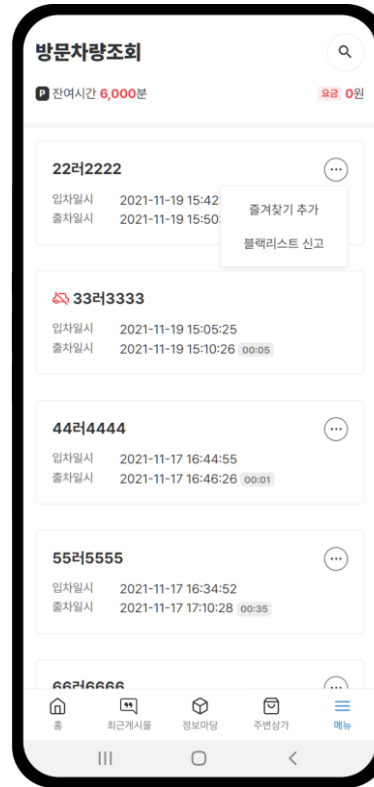 방문차량조회
P 잔여시간 6,000분 요금 0원
22러2222
입차일시 2021-11-19 15:42:
출차일시 2021-11-19 15:50:
즐겨찾기 추가
블랙리스트 신고
33러3333
입차일시 2021-11-19 15:05:25
출차일시 2021-11-19 15:10:26 00:05
44러4444
입차일시 2021-11-17 16:44:55
출차일시 2021-11-17 16:46:26 00:01
55러5555
입차일시 2021-11-17 16:34:52
출차일시 2021-11-17 17:10:28 00:35
66러6666
홈 최근게시물 정보마당 주변상가 메뉴